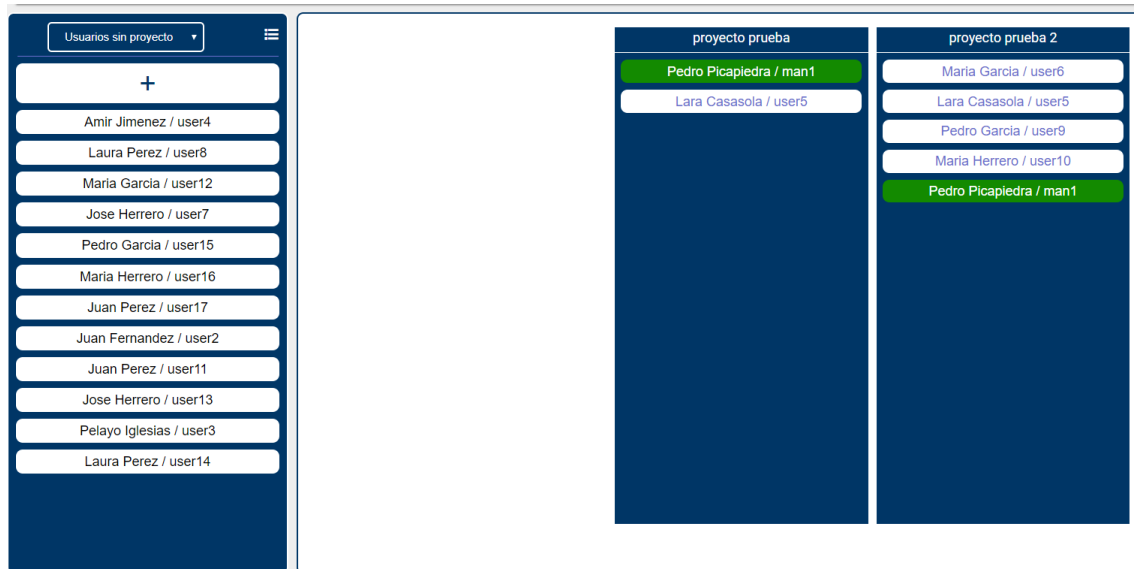 Usuarios sin proyecto
+
Amir Jimenez / user4
Laura Perez / user8
Maria Garcia / user12
Jose Herrero / user7
Pedro Garcia / user15
Maria Herrero / user16
Juan Perez / user17
Juan Fernandez / user2
Juan Perez / user11
Jose Herrero / user13
Pelayo Iglesias / user3
Laura Perez / user14
proyecto prueba
Pedro Picapiedra / man1
Lara Casasola / user5
proyecto prueba 2
Maria Garcia / user6
Lara Casasola / user5
Pedro Garcia / user9
Maria Herrero / user10
Pedro Picapiedra / man1